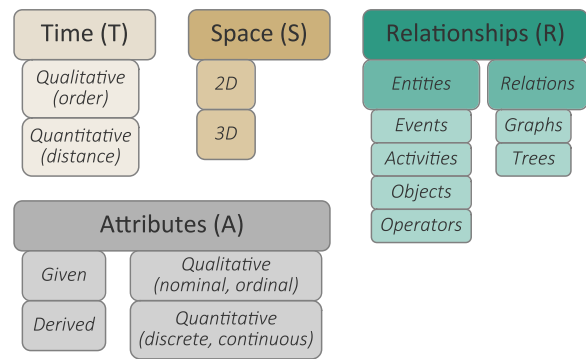 Time (T)
Qualitative
(order)
Quantitative
(distance)
Space (S)
2D
3D
Relationships (R)
Entities
Relations
Events
Activities
Objects
Operators
Graphs
Trees
Attributes (A)
Given
Derived
Qualitative
(nominal, ordinal)
Quantitative
(discrete, continuous)